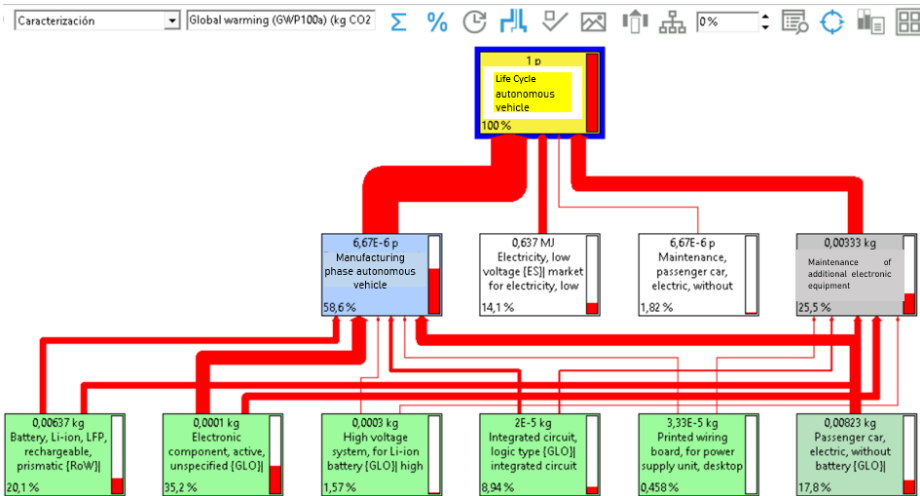 Caracterización Global warming (GWP100a) (kg CO2 Σ % 0%
1 p
Life Cycle
autonomous
vehicle
100 %
6,67E-6 p
Manufacturing
phase autonomous
vehicle
58,6 %
0,637 MJ
Electricity, low
voltage {ES}| market
for electricity, low
14,1 %
6,67E-6 p
Maintenance,
passenger car,
electric, without
1,82 %
0,00333 kg
Maintenance of
additional electronic
equipment
25,5 %
0,00637 kg
Battery, Li-ion, LFP,
rechargeable,
prismatic {RoW}|
20,1 %
0,0001 kg
Electronic
component, active,
unspecified {GLO}|
35,2 %
0,0003 kg
High voltage
system, for Li-ion
battery {GLO}| high
1,57 %
2E-5 kg
Integrated circuit,
logic type {GLO}|
integrated circuit
8,94 %
3,33E-5 kg
Printed wiring
board, for power
supply unit, desktop
0,458 %
0,00823 kg
Passenger car,
electric, without
battery {GLO}|
17,8 %